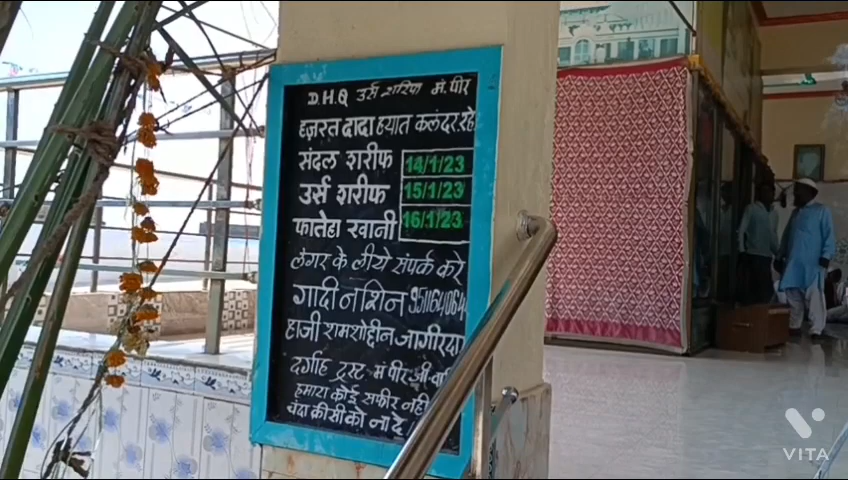 D.H.Q उर्स शरीफ मं. पीर
हज़रत दादा हयात कलंदर रहे
संदल शरीफ 14/1/23
उर्स शरीफ 15/1/23
फातेहा खानी 16/1/23
लंगर के लीये संपर्क करे
गादी नशिन 951164064
हाजी रामशोद्दीन जागीरदा
दर्गाह ट्रस्ट मं पीर जी.वा
हमारा कोई सफीर नही
चंदा कीसीको ना दे
VITA